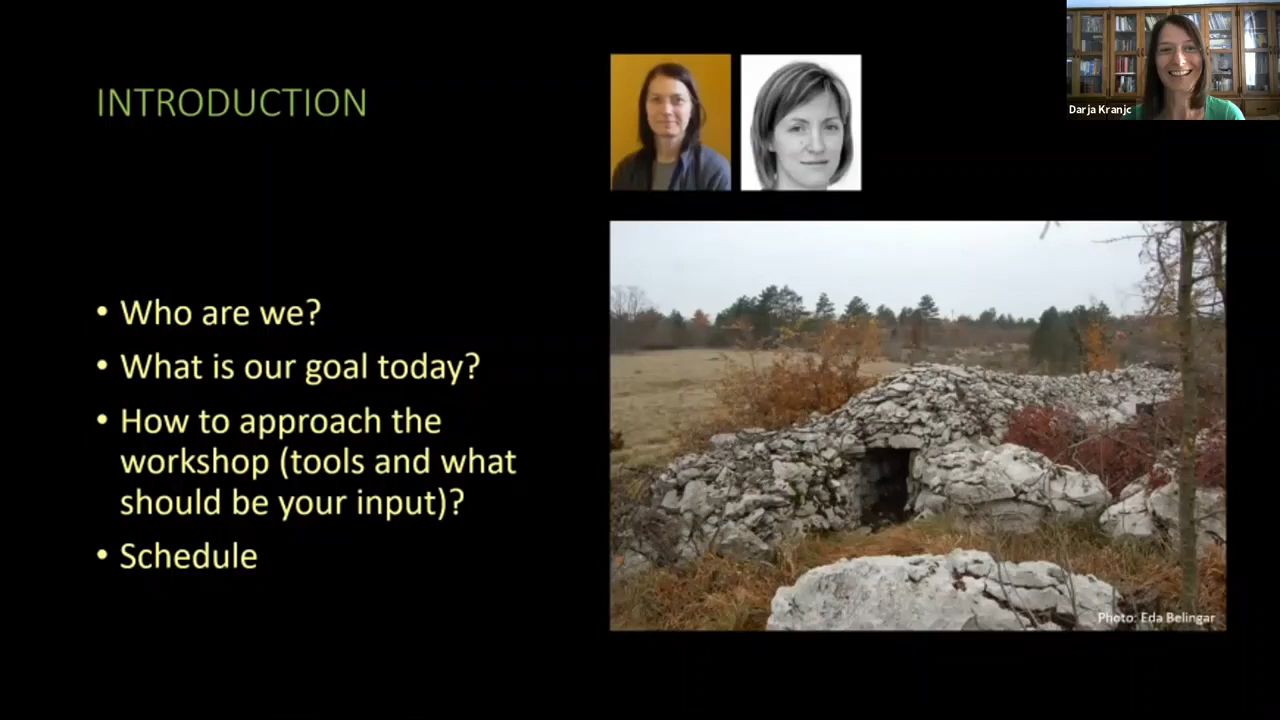 INTRODUCTION
Darja Kranjc
• Who are we?
• What is our goal today?
• How to approach the
workshop (tools and what
should be your input)?
• Schedule
Photo: Eda Belingar